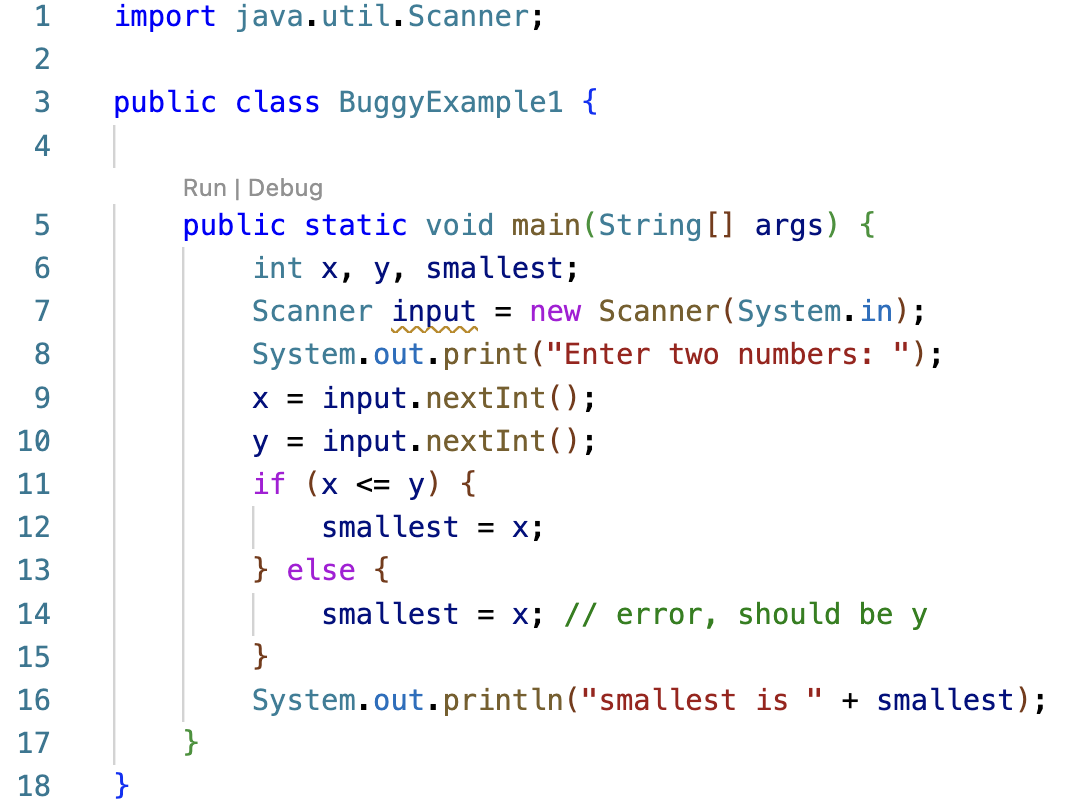 1 import java.util.Scanner;
2
3 public class BuggyExample1 {
4
Run | Debug
5 public static void main(String[] args) {
6 int x, y, smallest;
7 Scanner input = new Scanner(System.in);
8 System.out.print("Enter two numbers: ");
9 x = input.nextInt();
10 y = input.nextInt();
11 if (x <= y) {
12 smallest = x;
13 } else {
14 smallest = x; // error, should be y
15 }
16 System.out.println("smallest is " + smallest);
17 }
18 }